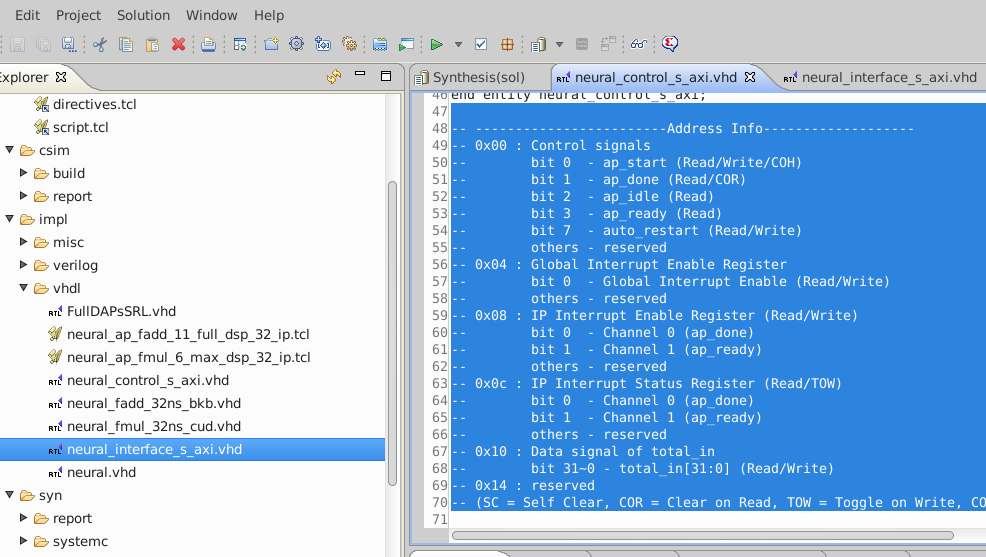 Edit Project Solution Window Help
Explorer
Synthesis(sol) neural_control_s_axi.vhd neural_interface_s_axi.vhd
directives.tcl
script.tcl
csim
build
report
impl
misc
verilog
vhdl
FullDAPsSRL.vhd
neural_ap_fadd_11_full_dsp_32_ip.tcl
neural_ap_fmul_6_max_dsp_32_ip.tcl
neural_control_s_axi.vhd
neural_fadd_32ns_bkb.vhd
neural_fmul_32ns_cud.vhd
neural_interface_s_axi.vhd
neural.vhd
syn
report
systemc
46 end entity neural_control_s_axi;
47
48 -- ------------------------Address Info-------------------
49 -- 0x00 : Control signals
50 --        bit 0  - ap_start (Read/Write/COH)
51 --        bit 1  - ap_done (Read/COR)
52 --        bit 2  - ap_idle (Read)
53 --        bit 3  - ap_ready (Read)
54 --        bit 7  - auto_restart (Read/Write)
55 --        others - reserved
56 -- 0x04 : Global Interrupt Enable Register
57 --        bit 0  - Global Interrupt Enable (Read/Write)
58 --        others - reserved
59 -- 0x08 : IP Interrupt Enable Register (Read/Write)
60 --        bit 0  - Channel 0 (ap_done)
61 --        bit 1  - Channel 1 (ap_ready)
62 --        others - reserved
63 -- 0x0c : IP Interrupt Status Register (Read/TOW)
64 --        bit 0  - Channel 0 (ap_done)
65 --        bit 1  - Channel 1 (ap_ready)
66 --        others - reserved
67 -- 0x10 : Data signal of total_in
68 --        bit 31~0 - total_in[31:0] (Read/Write)
69 -- 0x14 : reserved
70 -- (SC = Self Clear, COR = Clear on Read, TOW = Toggle on Write, CO
71